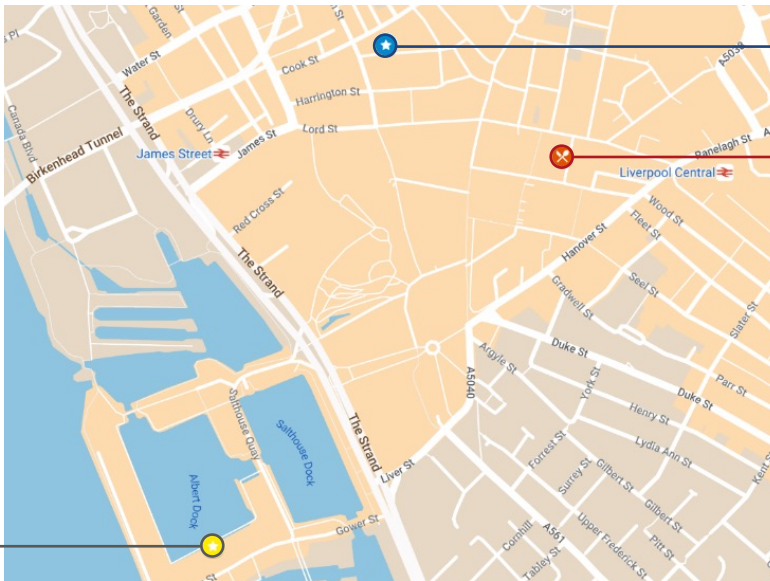 Pl
Garden
St
Water St
Cook St
A5039
Harrington St
The Strand
Drury Ln
Lord St
Canada Blvd
Birkenhead Tunnel
James St
James Street
Ranelagh St
A
Liverpool Central
Red Cross St
Wood St
Fleet St
Hanover St
The Strand
Seel St
Gradwell St
Slater St
Argyle St
Duke St
A5040
York St
Parr St
Duke St
Henry St
Salthouse Quay
Salthouse Dock
The Strand
Lydia Ann St
Forrest St
Liver St
Surrey St
Gilbert St
Kent St
Albert Dock
Gilbert St
Gower St
Cornhill
A561
Upper Frederick St
Pitt St
Tabley St
St